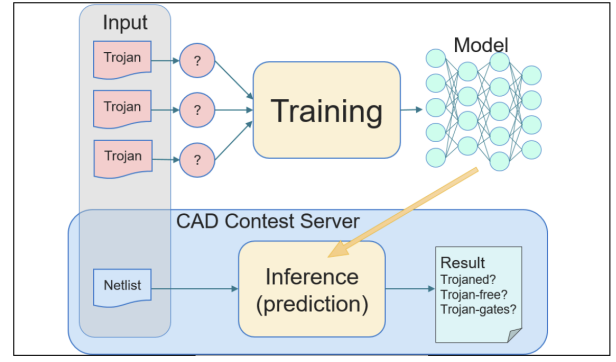 Input
Trojan
?
Trojan
?
Trojan
?
Training
Model
CAD Contest Server
Netlist
Inference
(prediction)
Result
Trojaned?
Trojan-free?
Trojan-gates?